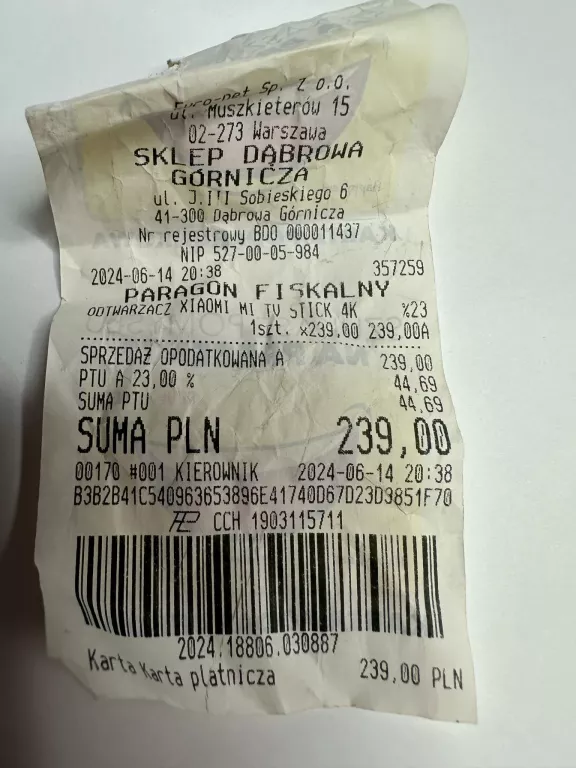 Euro-net Sp. Z o.o.
ul. Muszkieterów 15
02-273 Warszawa
SKLEP DĄBROWA
GÓRNICZA
ul. J.III Sobieskiego 6
41-300 Dąbrowa Górnicza
Nr rejestrowy BDO 000011437
NIP 527-00-05-984
2024-06-14 20:38 357259
PARAGON FISKALNY
ODTWARZACZ XIAOMI MI TV STICK 4K %23
1szt. x239,00 239,00A
SPRZEDAŻ OPODATKOWANA A 239,00
PTU A 23,00 % 44,69
SUMA PTU 44,69
SUMA PLN 239,00
00170 #001 KIEROWNIK 2024-06-14 20:38
B3B2B41C540963653896E41740D67D23D9851F70
CCH 1903115711
2024.18806.030887
Karta Karta płatnicza 239,00 PLN